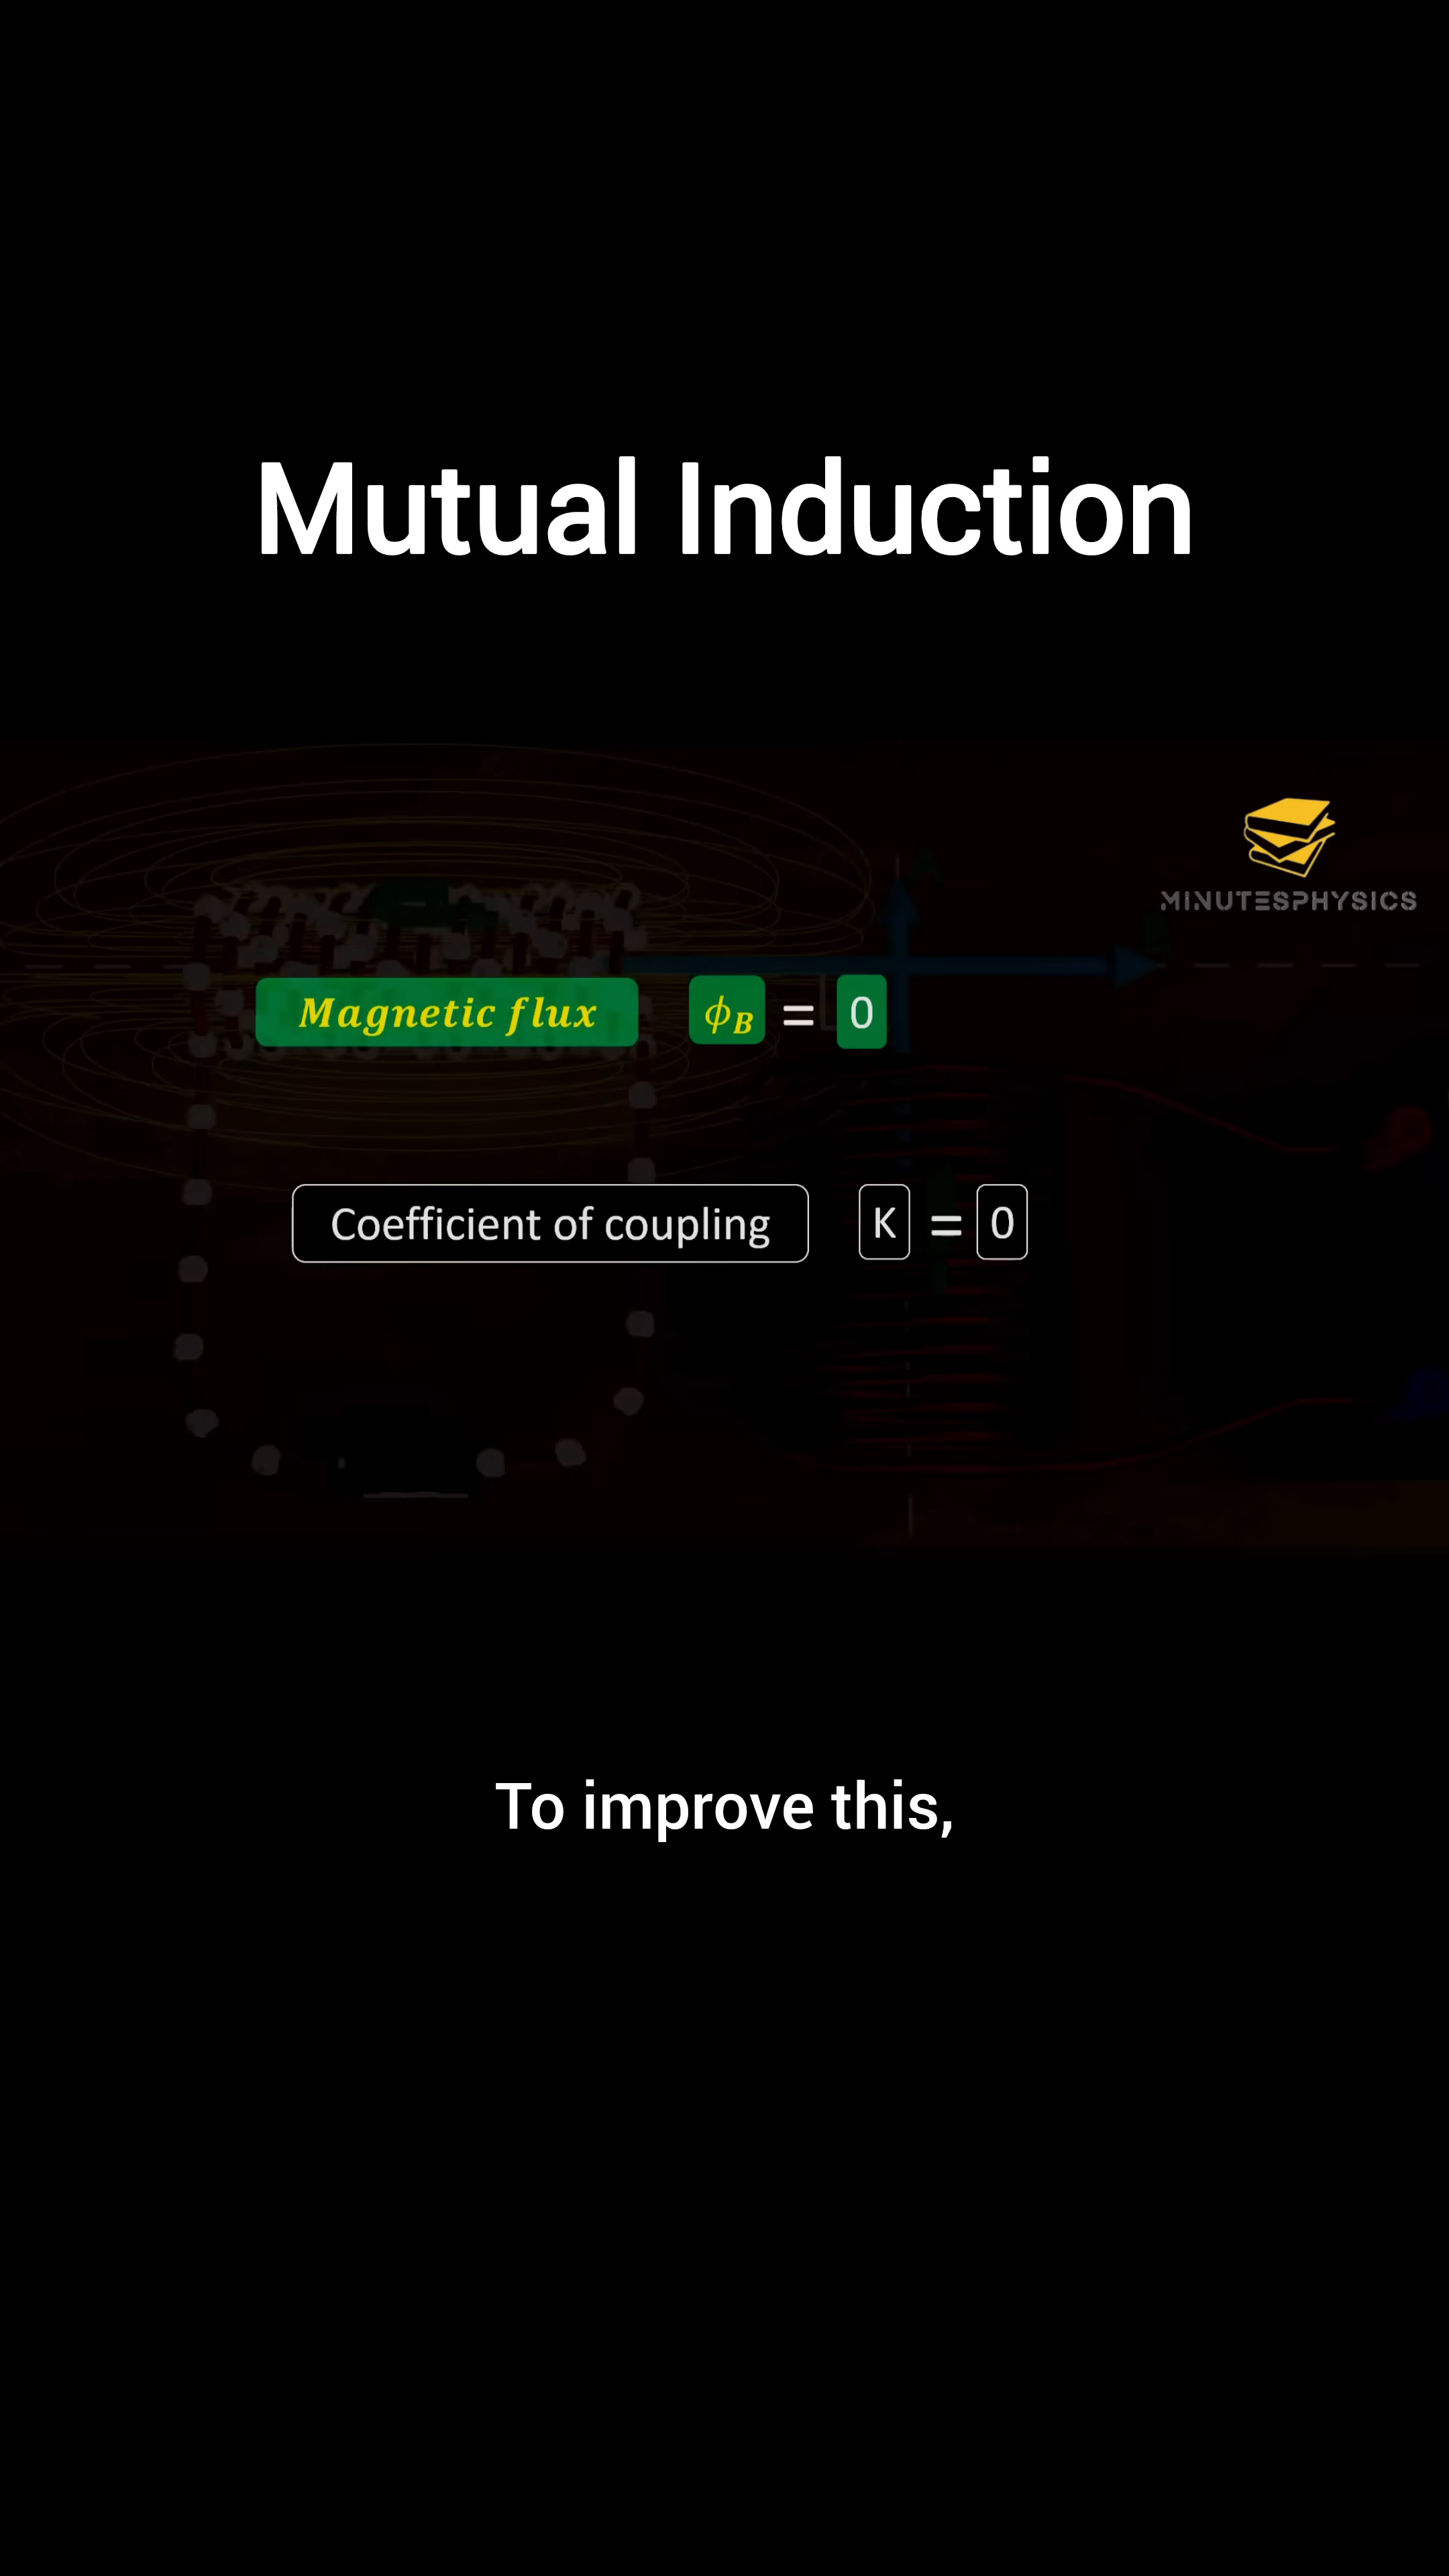 Mutual Induction
MINUTESPHYSICS
Magnetic flux ϕB = 0
Coefficient of coupling K = 0
To improve this,